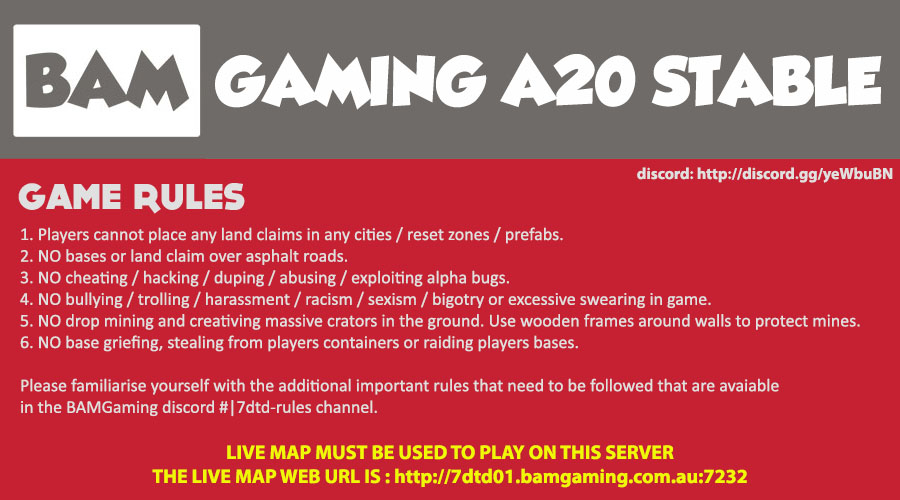 BAM GAMING A20 STABLE
discord: http://discord.gg/yeWbuBN
GAME RULES
1. Players cannot place any land claims in any cities / reset zones / prefabs.
2. NO bases or land claim over asphalt roads.
3. NO cheating / hacking / duping / abusing / exploiting alpha bugs.
4. NO bullying / trolling / harassment / racism / sexism / bigotry or excessive swearing in game.
5. NO drop mining and creativing massive crators in the ground. Use wooden frames around walls to protect mines.
6. NO base griefing, stealing from players containers or raiding players bases.
Please familiarise yourself with the additional important rules that need to be followed that are avaiable
in the BAMGaming discord #|7dtd-rules channel.
LIVE MAP MUST BE USED TO PLAY ON THIS SERVER
THE LIVE MAP WEB URL IS : http://7dtd01.bamgaming.com.au:7232